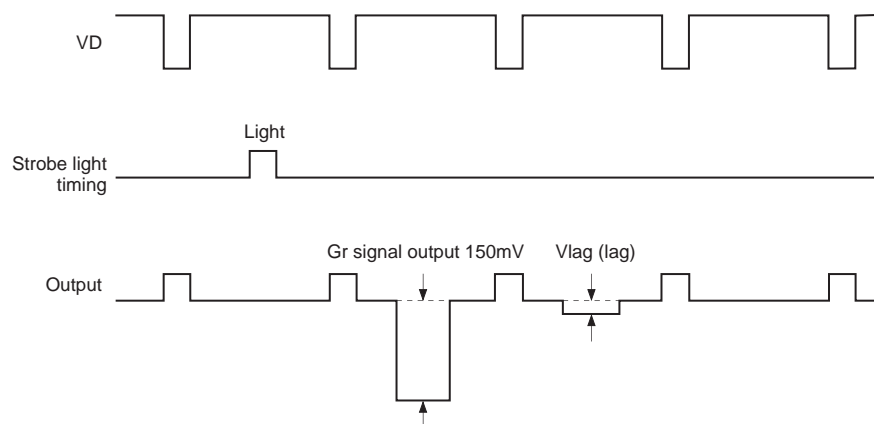 VD
Light
Strobe light
timing
Gr signal output 150mV
Vlag (lag)
Output